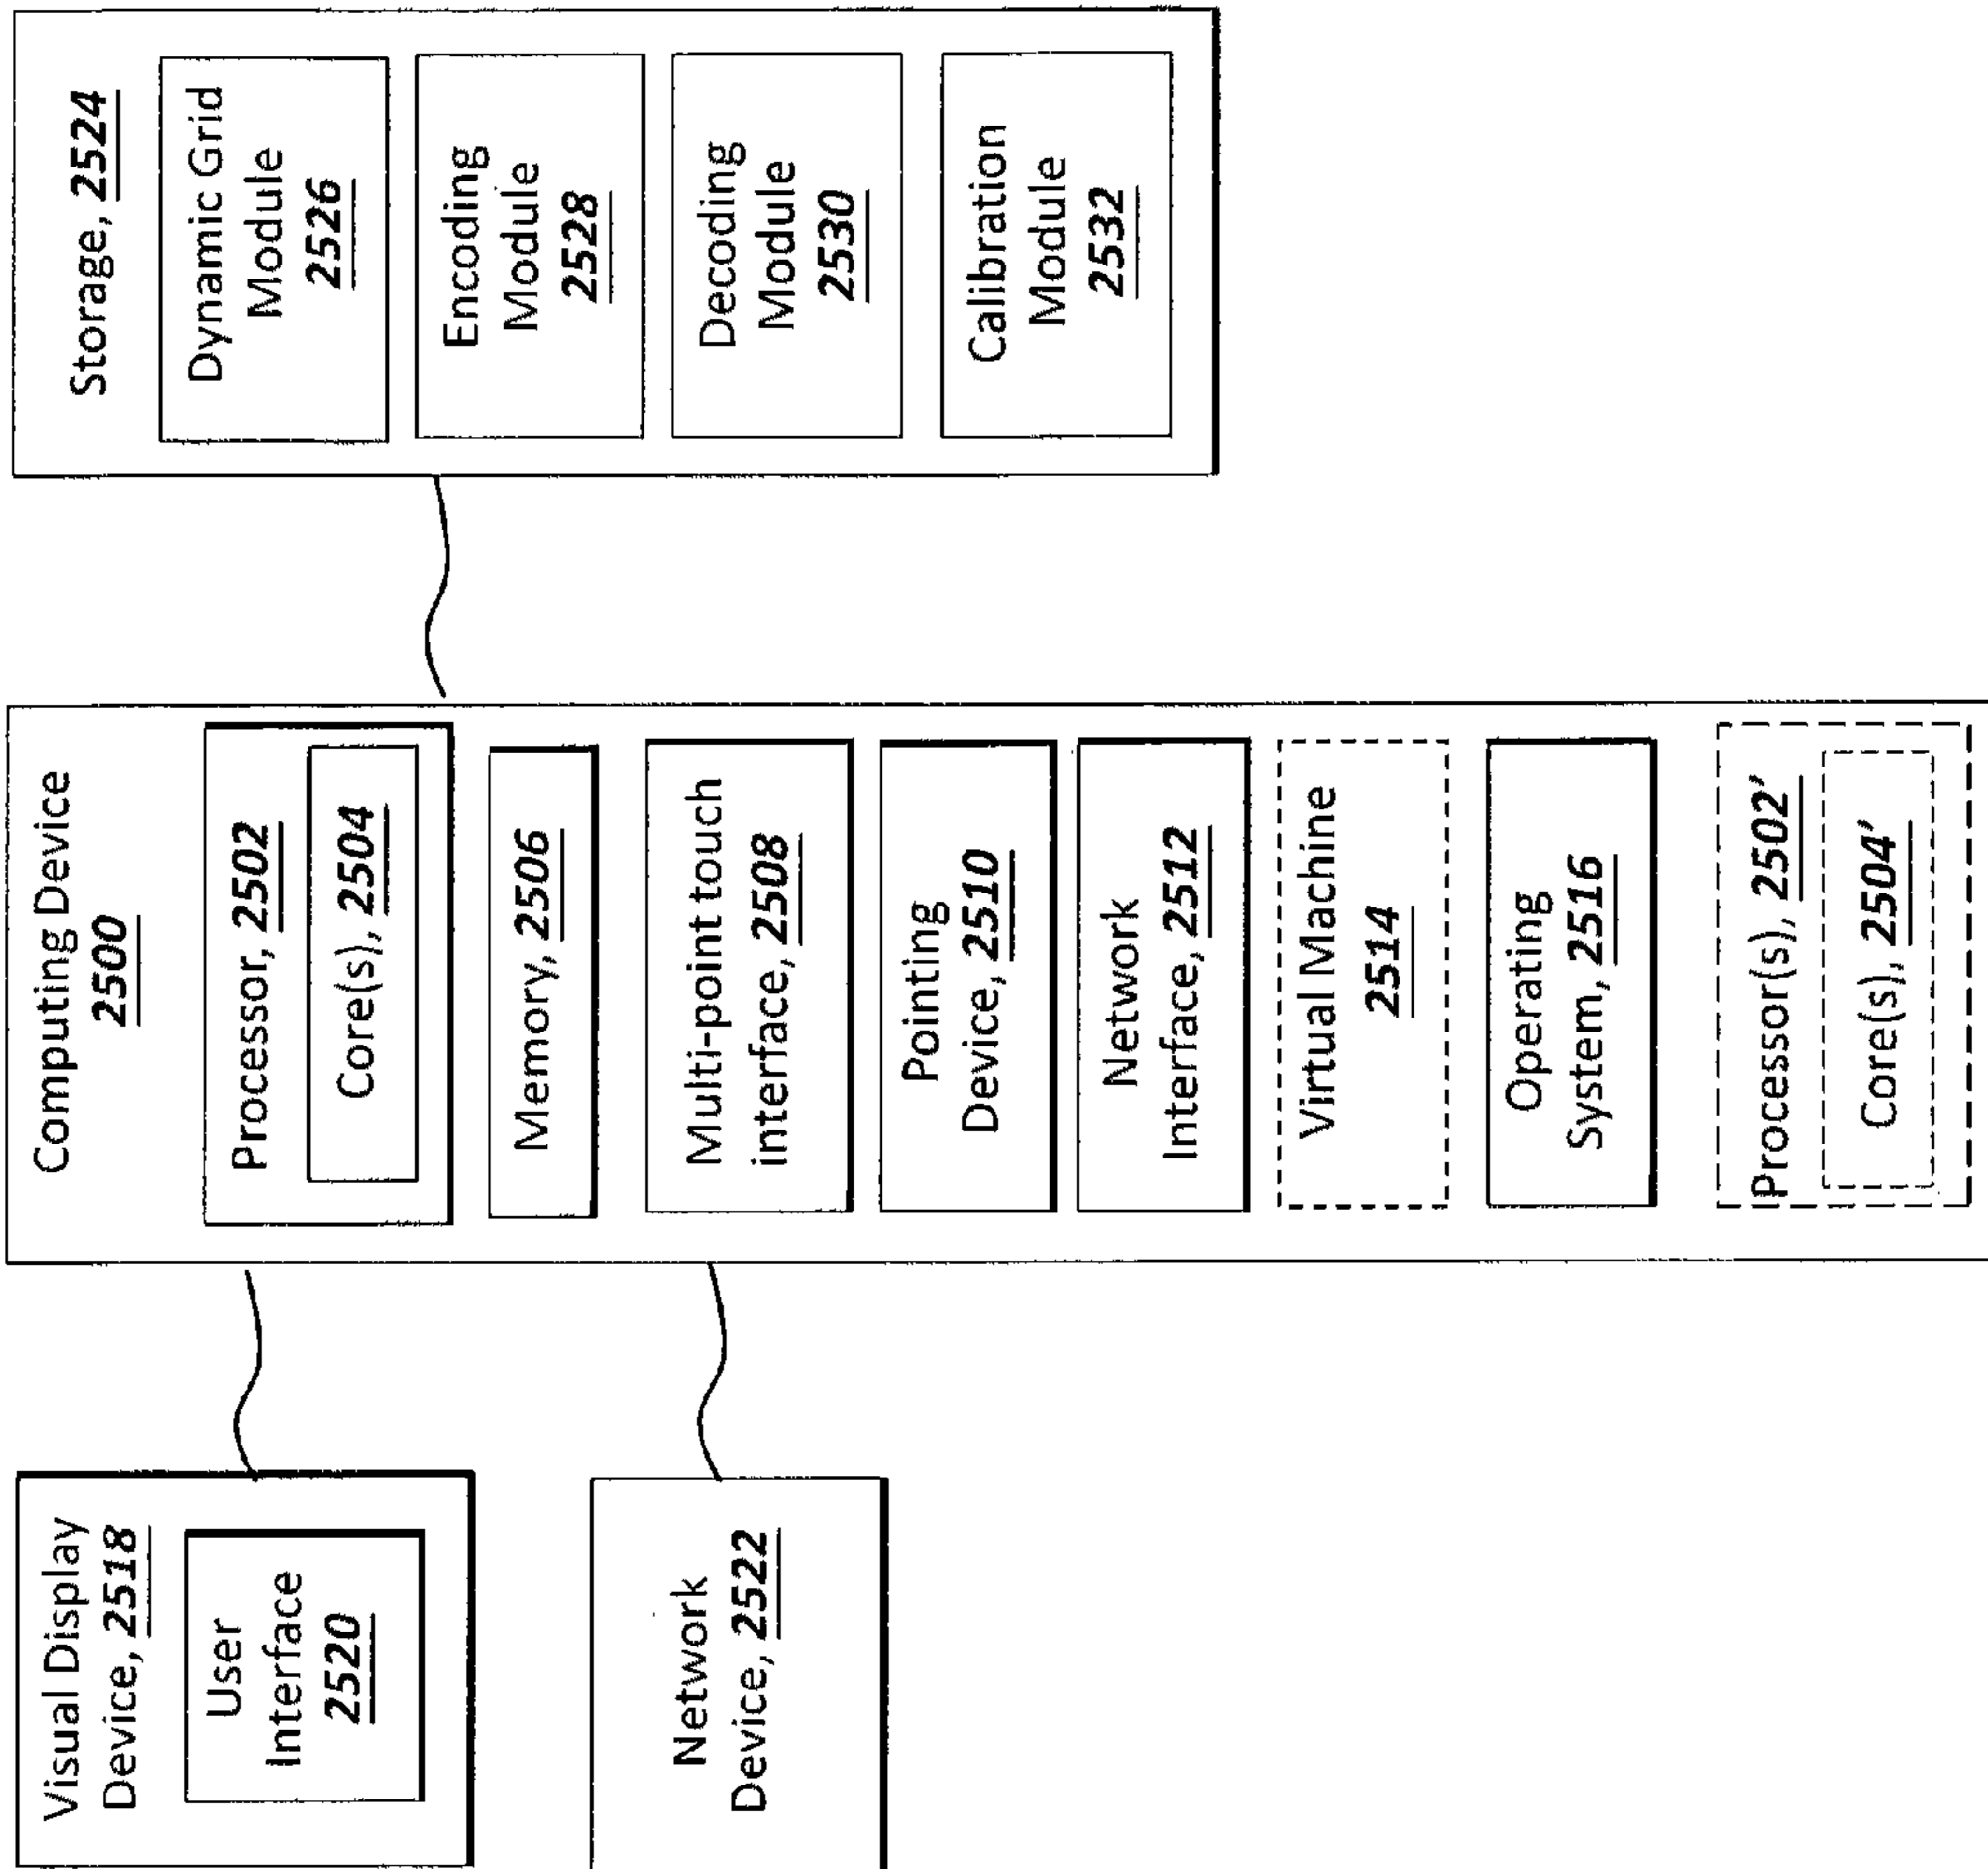 Visual Display
Device, 2518
User
Interface
2520
Network
Device, 2522
Computing Device
2500
Processor, 2502
Core(s), 2504
Memory, 2506
Multi-point touch
interface, 2508
Pointing
Device, 2510
Network
Interface, 2512
Virtual Machine
2514
Operating
System, 2516
Processor(s), 2502'
Core(s), 2504'
Storage, 2524
Dynamic Grid
Module
2526
Encoding
Module
2528
Decoding
Module
2530
Calibration
Module
2532